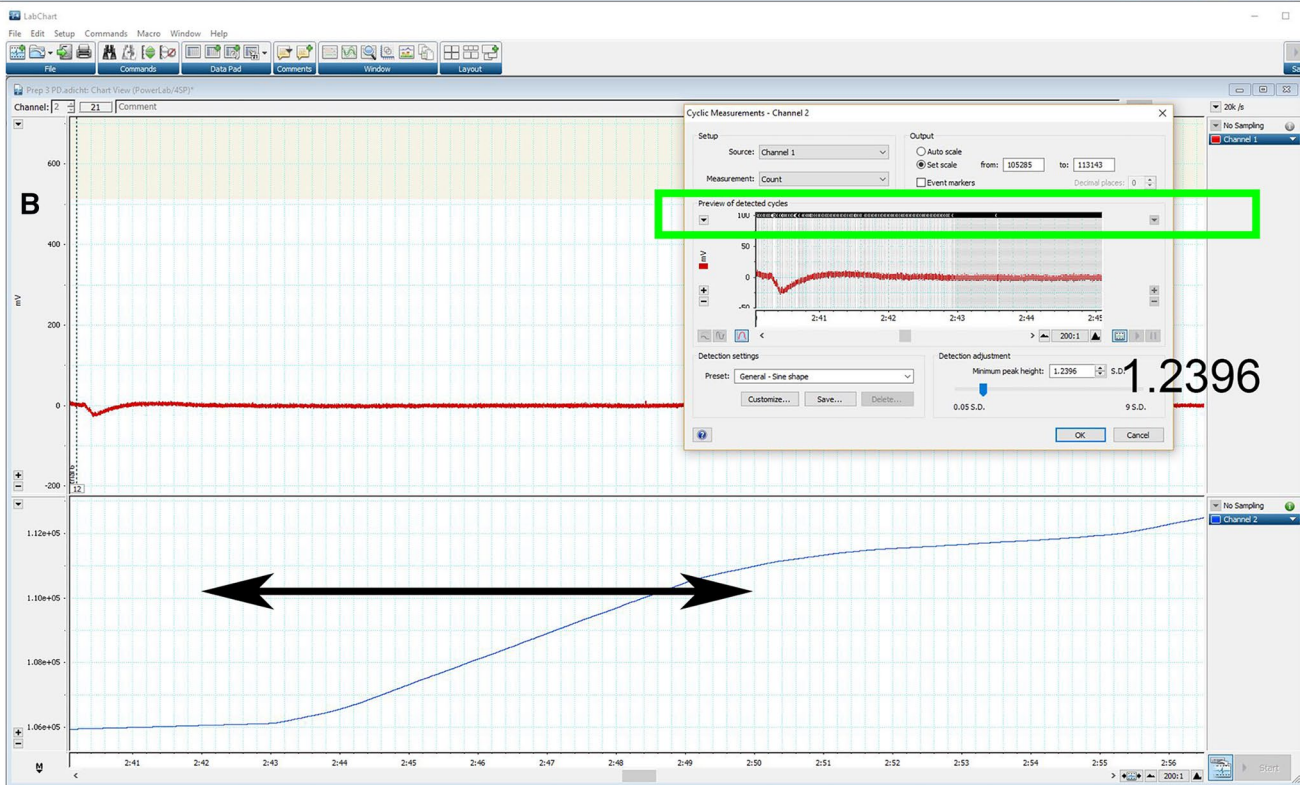 LabChart
File Edit Setup Commands Macro Window Help
File Commands Data Pad Comments Window Layout
Prep 3 PD.adicht: Chart View (PowerLab/4SP)*
Channel: 2 21 Comment
20k /s
No Sampling
Channel 1
B
600
400
200
0
-200
mV
12
Cyclic Measurements - Channel 2
Setup
Source: Channel 1
Measurement: Count
Output
Auto scale
Set scale from: 105285 to: 113143
Event markers Decimal places: 0
Preview of detected cycles
100
50
0
-50
mV
2:41 2:42 2:43 2:44 2:45
200:1
Detection settings
Preset: General - Sine shape
Customize... Save... Delete...
Detection adjustment
Minimum peak height: 1.2396 S.D.
0.05 S.D. 9 S.D.
OK Cancel
1.2396
No Sampling
Channel 2
1.12e+05
1.10e+05
1.08e+05
1.06e+05
2:41 2:42 2:43 2:44 2:45 2:46 2:47 2:48 2:49 2:50 2:51 2:52 2:53 2:54 2:55 2:56
M
200:1
Start